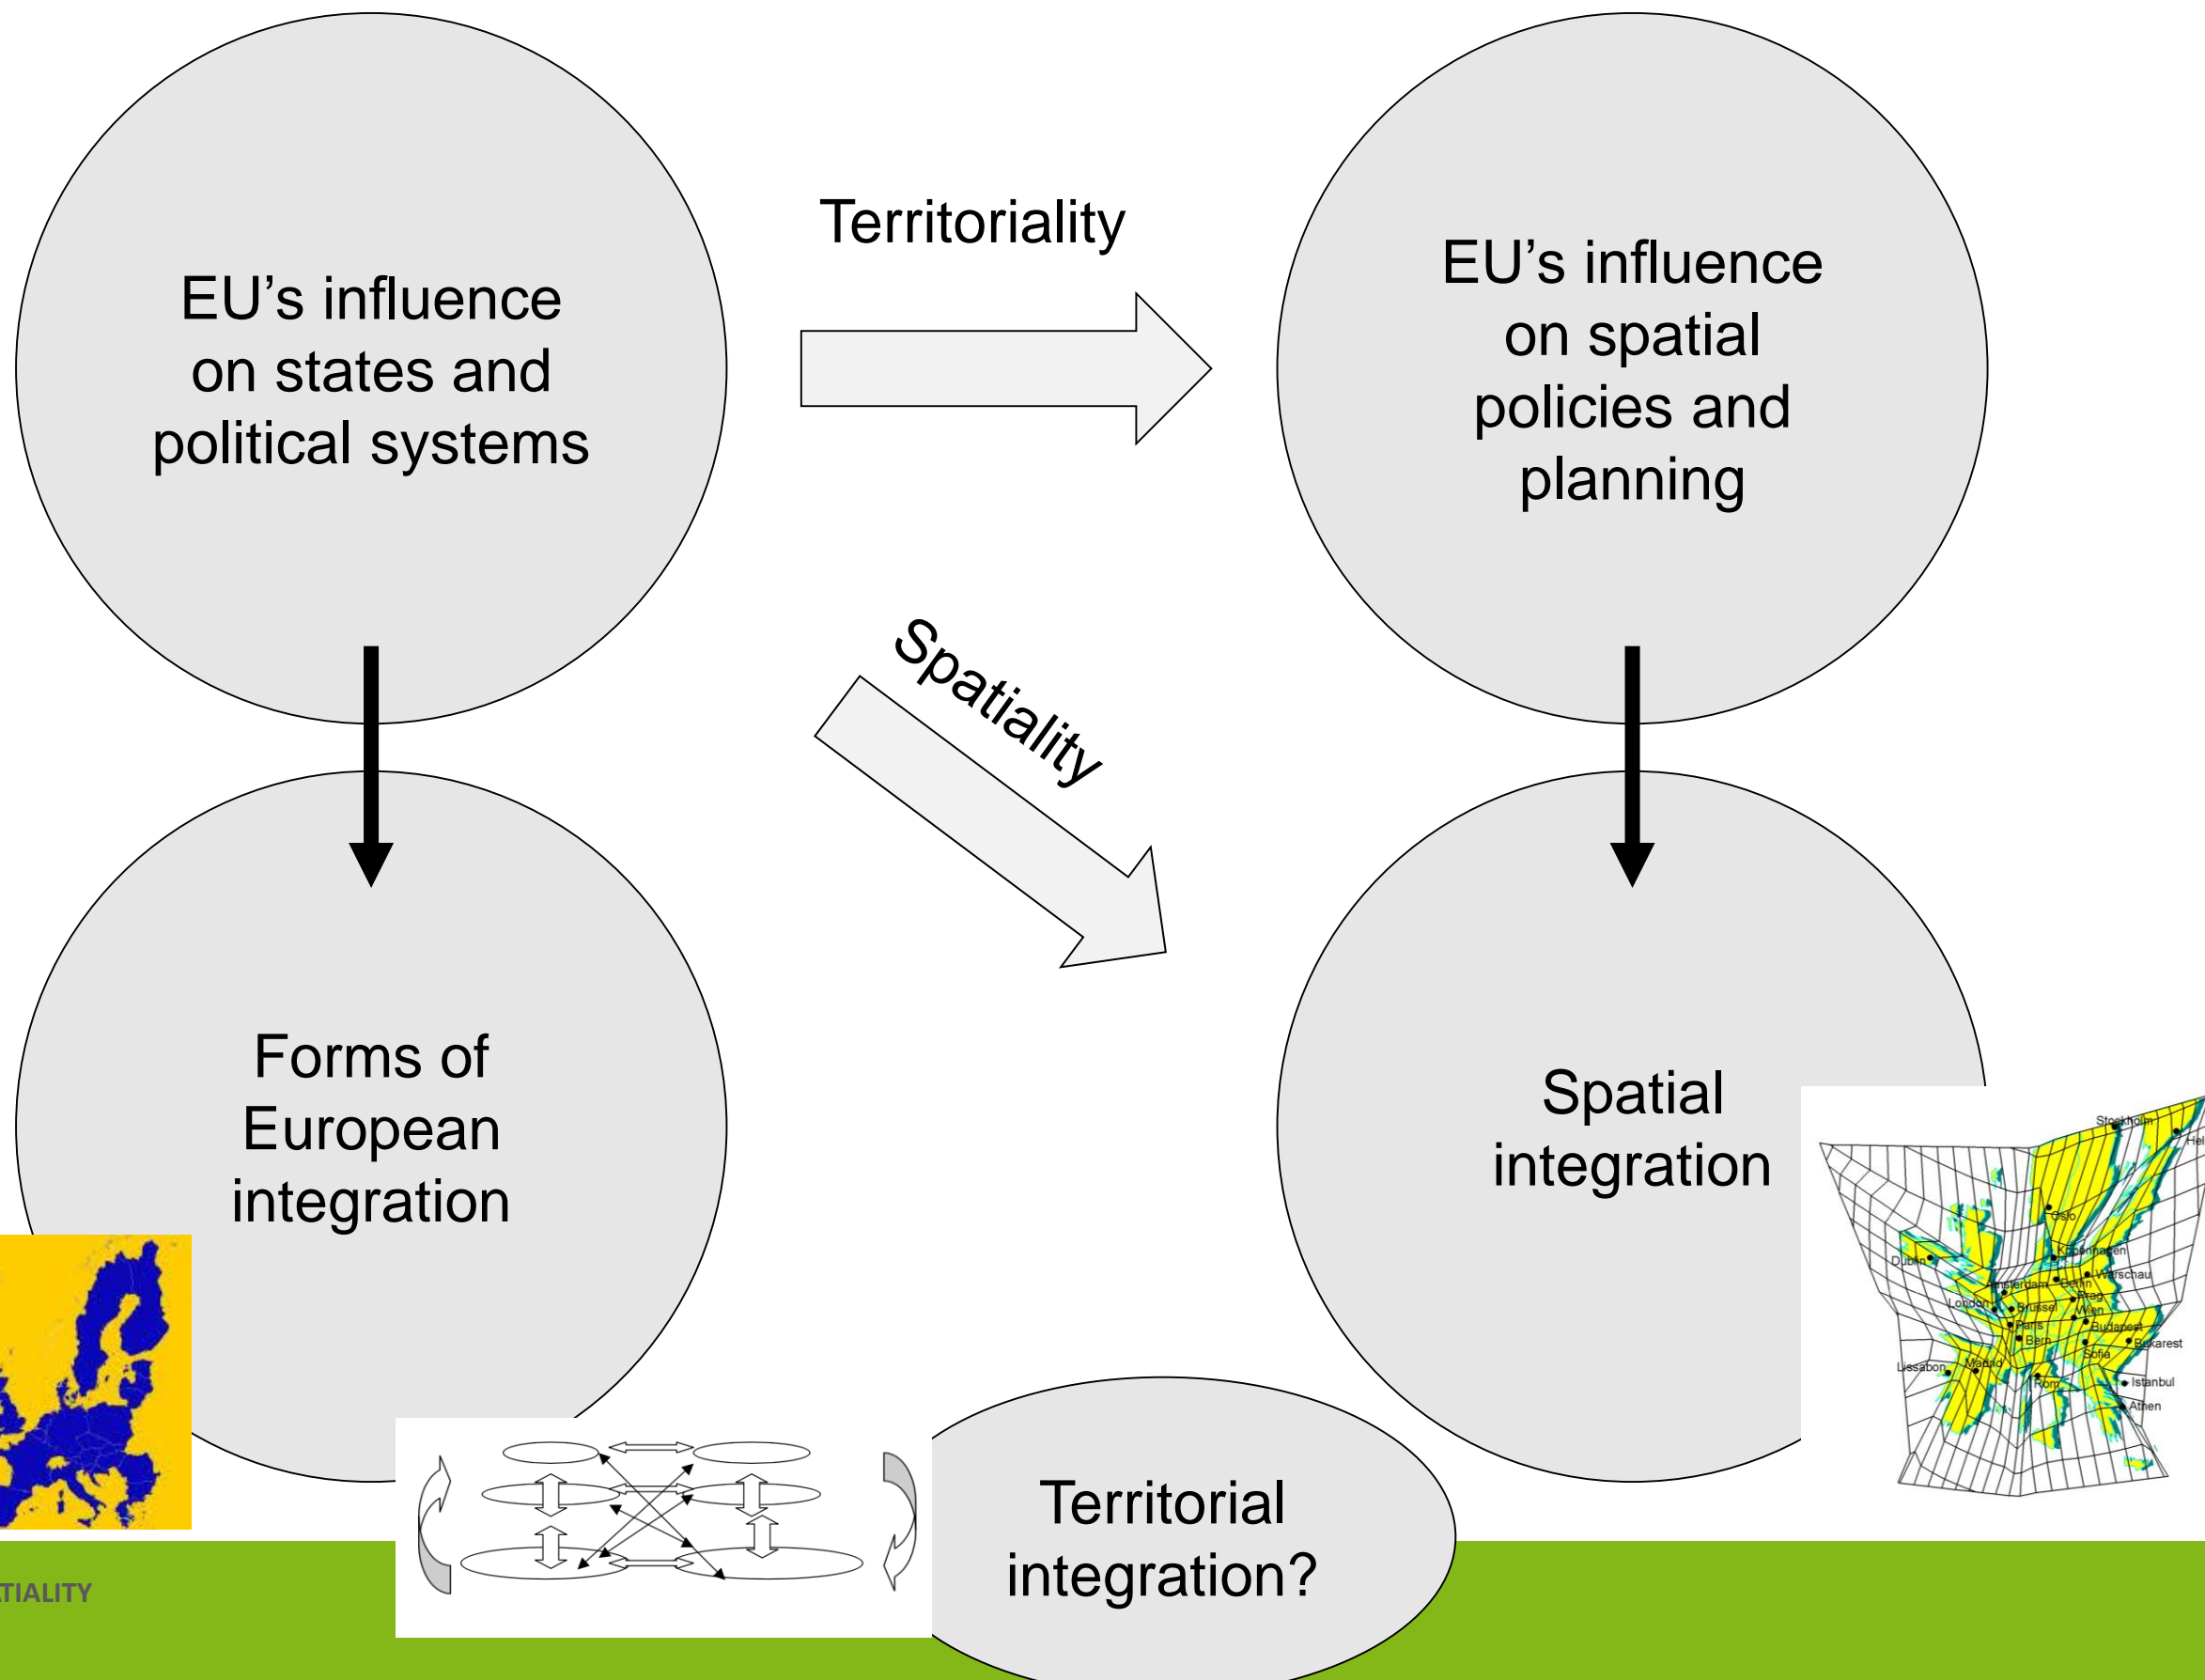 EU’s influence
on states and
political systems
Territoriality
EU’s influence
on spatial
policies and
planning
Spatiality
Forms of
European
integration
Spatial
integration
Stockholm
Hel
Oslo
Kopenhagen
Dublin
Amsterdam
Berlin
Warschau
London
Brüssel
Prag
Wien
Paris
Budapest
Bern
Bukarest
Sofia
Lissabon
Madrid
Rom
Istanbul
Athen
Territorial
integration?
TIALITY